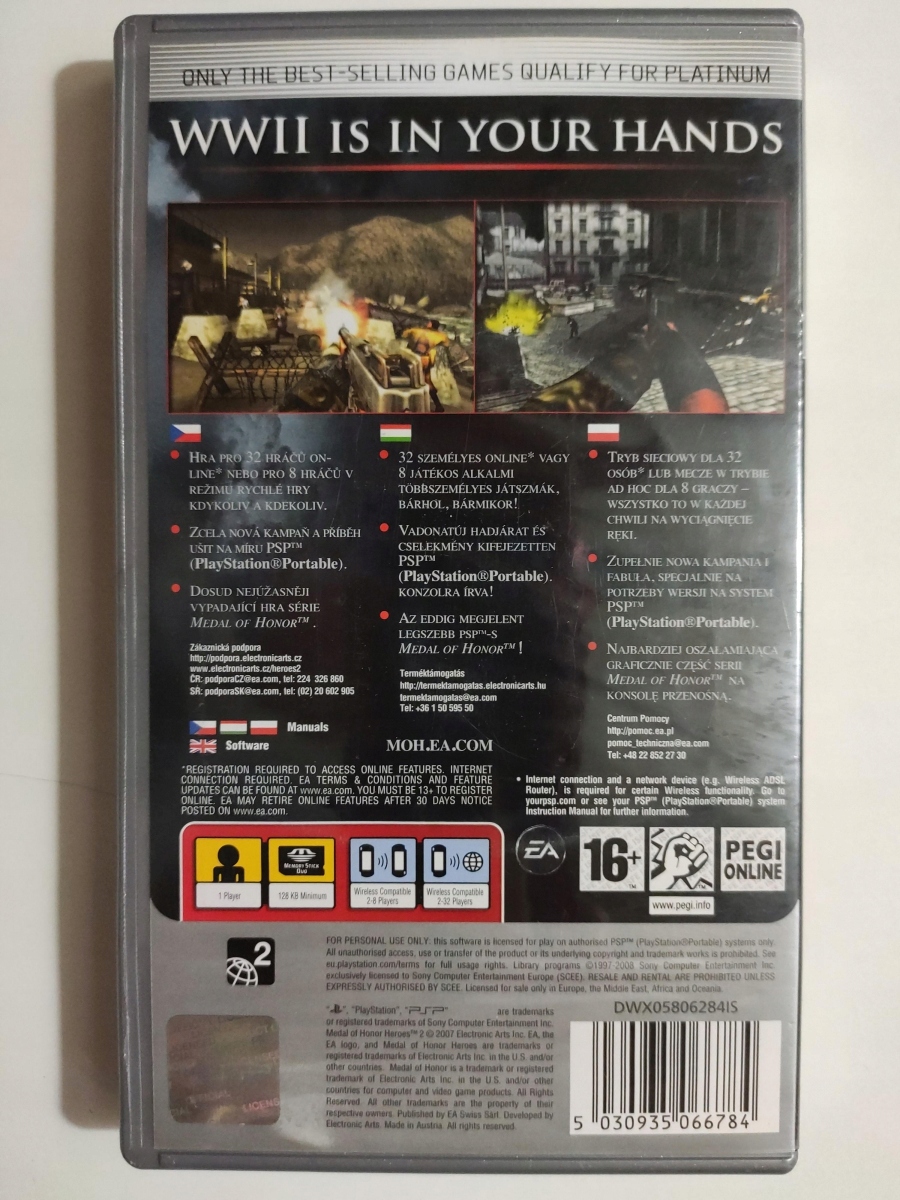 ONLY THE BEST-SELLING GAMES QUALIFY FOR PLATINUM
WWII IS IN YOUR HANDS
HRA PRO 32 HRÁČŮ ON-
LINE* NEBO PRO 8 HRÁČŮ V
REŽIMU RYCHLÉ HRY
KDYKOLIV A KDEKOLIV.
ZCELA NOVÁ KAMPAŇ A PŘÍBĚH
UŠIT NA MÍRU PSP™
(PlayStation®Portable).
DOSUD NEJÚŽASNĚJI
VYPADAJÍCÍ HRA SÉRIE
MEDAL OF HONOR™ .
Zákaznická podpora
http://podpora.electronicarts.cz
www.electronicarts.cz/heroes2
ČR: podporaCZ@ea.com, tel: 224 326 860
SR: podporaSK@ea.com, tel: (02) 20 602 905
32 SZEMÉLYES ONLINE* VAGY
8 JÁTÉKOS ALKALMI
TÖBBSZEMÉLYES JÁTSZMÁK,
BÁRHOL, BÁRMIKOR!
VADONATÚJ HADJÁRAT ÉS
CSELEKMÉNY KIFEJEZETTEN
PSP™
(PlayStation®Portable).
KONZOLRA ÍRVA!
AZ EDDIG MEGJELENT
LEGSZEBB PSP™-S
MEDAL OF HONOR™ !
Terméktámogatás
http://termektamogatas.electronicarts.hu
termektamogatas@ea.com
Tel: +36 1 50 595 50
TRYB SIECIOWY DLA 32
OSÓB* LUB MECZE W TRYBIE
AD HOC DLA 8 GRACZY –
WSZYSTKO TO W KAŻDEJ
CHWILI NA WYCIĄGNIĘCIE
RĘKI.
ZUPEŁNIE NOWA KAMPANIA I
FABUŁA, SPECJALNIE NA
POTRZEBY WERSJI NA SYSTEM
PSP™
(PlayStation®Portable).
NAJBARDZIEJ OSZAŁAMIAJĄCA
GRAFICZNIE CZĘŚĆ SERII
MEDAL OF HONOR™ NA
KONSOLĘ PRZENOŚNĄ.
Centrum Pomocy
http://pomoc.ea.pl
pomoc_techniczna@ea.com
Tel: +48 22 852 27 30
Manuals
Software
MOH.EA.COM
*REGISTRATION REQUIRED TO ACCESS ONLINE FEATURES. INTERNET
CONNECTION REQUIRED. EA TERMS & CONDITIONS AND FEATURE
UPDATES CAN BE FOUND AT www.ea.com. YOU MUST BE 13+ TO REGISTER
ONLINE. EA MAY RETIRE ONLINE FEATURES AFTER 30 DAYS NOTICE
POSTED ON www.ea.com.
* Internet connection and a network device (e.g. Wireless ADSL
Router), is required for certain Wireless functionality. Go to
yourpsp.com or see your PSP™ (PlayStation®Portable) system
Instruction Manual for further information.
1 Player
MEMORY STICK
DUO
128 KB Minimum
Wireless Compatible
2-8 Players
Wireless Compatible
2-32 Players
EA
16+
™
PEGI
ONLINE
www.pegi.info
2
FOR PERSONAL USE ONLY: this software is licensed for play on authorised PSP™ (PlayStation®Portable) systems only.
All unauthorised access, use or transfer of the product or its underlying copyright and trademark works is prohibited. See
eu.playstation.com/terms for full usage rights. Library programs ©1997-2008 Sony Computer Entertainment Inc.
exclusively licensed to Sony Computer Entertainment Europe (SCEE). RESALE AND RENTAL ARE PROHIBITED UNLESS
EXPRESSLY AUTHORISED BY SCEE. Licensed for sale only in Europe, the Middle East, Africa and Oceania.
" ", "PlayStation", "PSP" are trademarks
or registered trademarks of Sony Computer Entertainment Inc.
Medal of Honor Heroes™ 2 © 2007 Electronic Arts Inc. EA, the
EA logo, and Medal of Honor Heroes are trademarks or
registered trademarks of Electronic Arts Inc. in the U.S. and/or
other countries. Medal of Honor is a trademark or registered
trademark of Electronic Arts Inc. in the U.S. and/or other
countries for computer and video game products. All Rights
Reserved. All other trademarks are the property of their
respective owners. Published by EA Swiss Sàrl. Developed by
Electronic Arts. Made in Austria. All rights reserved.
DWX05806284IS
5 030935 066784